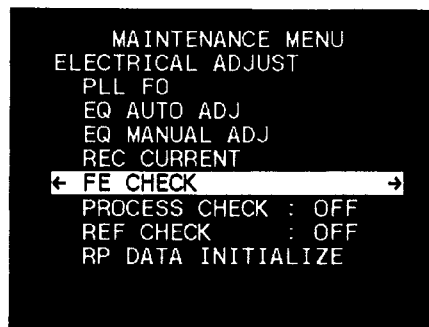 MAINTENANCE MENU
ELECTRICAL ADJUST
PLL FO
EQ AUTO ADJ
EQ MANUAL ADJ
REC CURRENT
← FE CHECK →
PROCESS CHECK : OFF
REF CHECK : OFF
RP DATA INITIALIZE